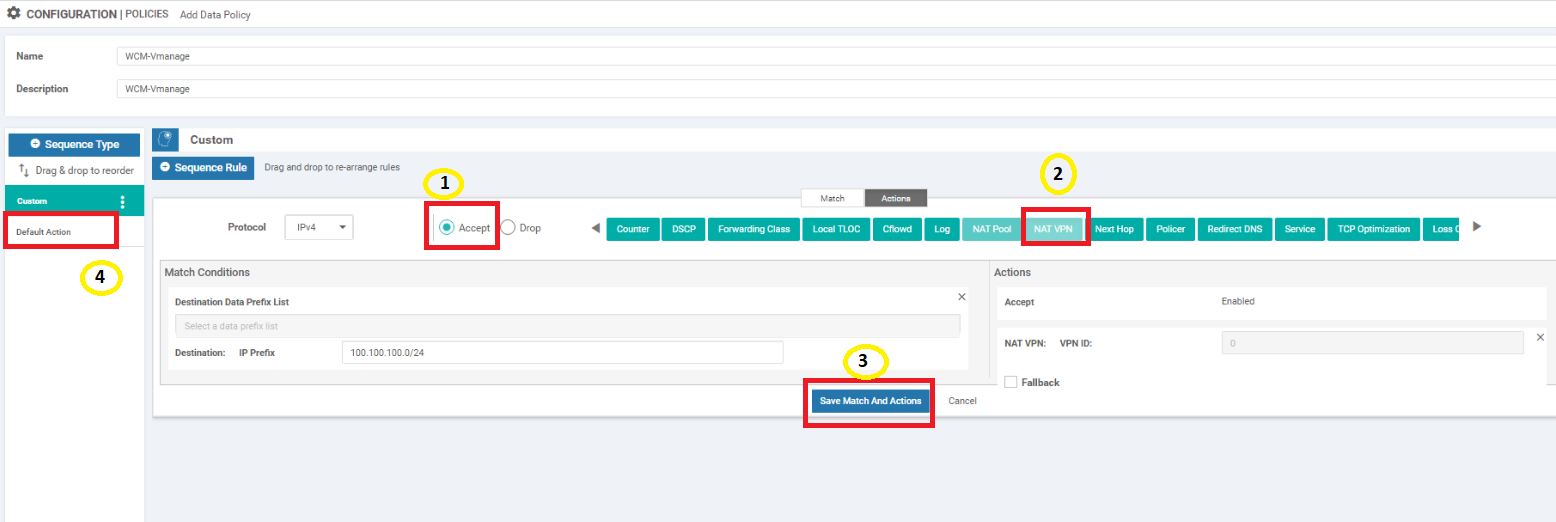 CONFIGURATION | POLICIES Add Data Policy
Name WCM-Vmanage
Description WCM-Vmanage
Sequence Type
Drag & drop to reorder
Custom
Default Action
4
Custom
Sequence Rule Drag and drop to re-arrange rules
1
2
Match Actions
Protocol IPv4 Accept Drop Counter DSCP Forwarding Class Local TLOC Cflowd Log NAT Pool NAT VPN Next Hop Policer Redirect DNS Service TCP Optimization
Match Conditions
Destination Data Prefix List
Select a data prefix list
Destination: IP Prefix 100.100.100.0/24
Actions
Accept Enabled
NAT VPN: VPN ID: 0
Fallback
3
Save Match And Actions Cancel